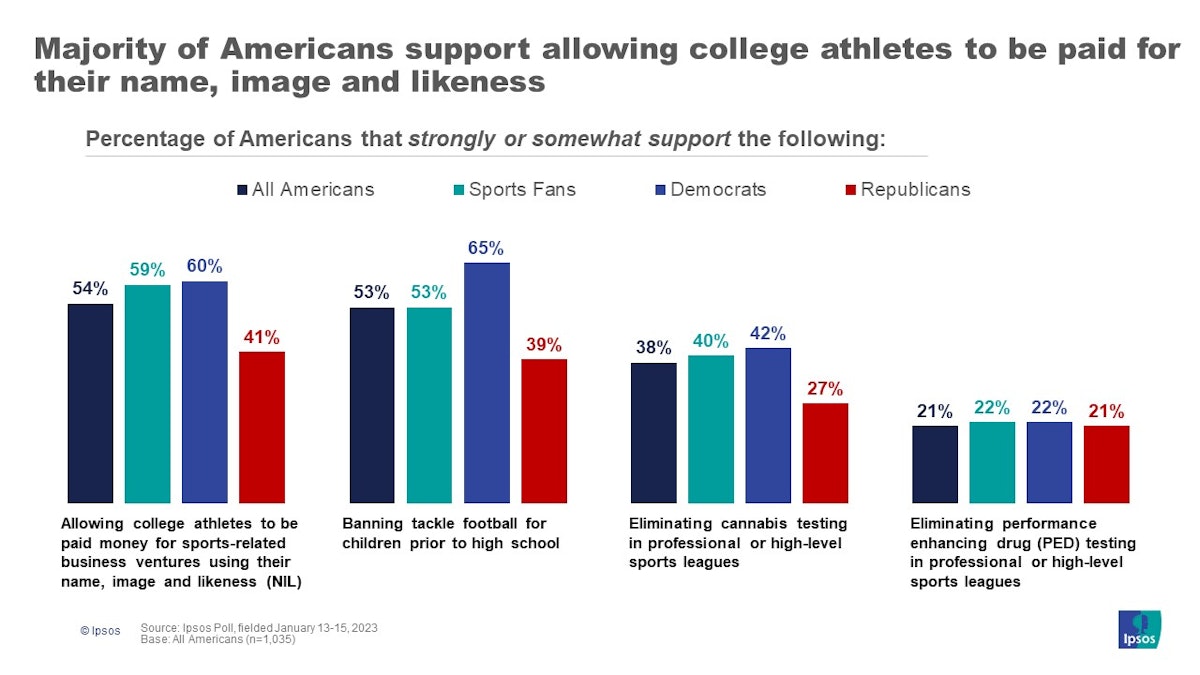 Majority of Americans support allowing college athletes to be paid for
their name, image and likeness
Percentage of Americans that strongly or somewhat support the following:
All Americans
Sports Fans
Democrats
Republicans
54%
59%
60%
41%
53%
53%
65%
39%
38%
40%
42%
27%
21%
22%
22%
21%
Allowing college athletes to be
paid money for sports-related
business ventures using their
name, image and likeness (NIL)
Banning tackle football for
children prior to high school
Eliminating cannabis testing
in professional or high-level
sports leagues
Eliminating performance
enhancing drug (PED) testing
in professional or high-level
sports leagues
© Ipsos
Source: Ipsos Poll, fielded January 13-15, 2023
Base: All Americans (n=1,035)
Ipsos